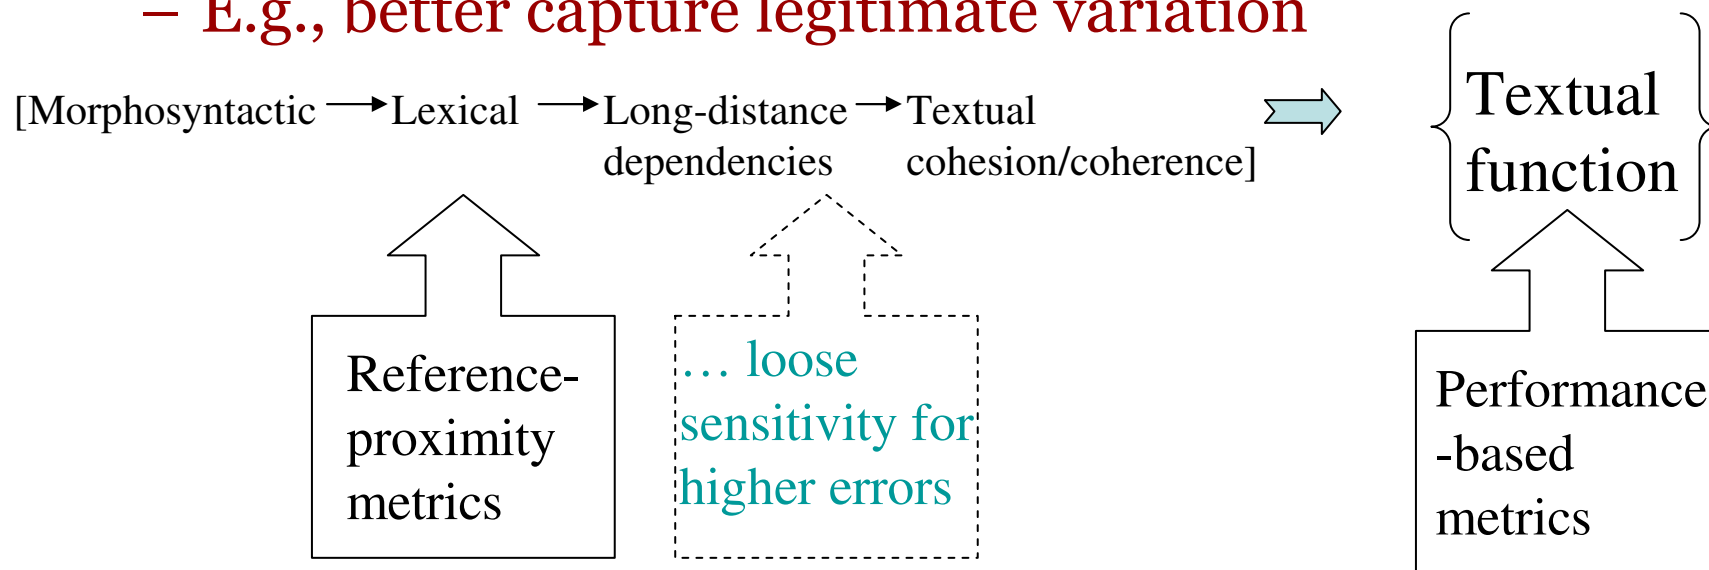 – E.g., better capture legitimate variation
[Morphosyntactic Lexical Long-distance dependencies Textual cohesion/coherence]
Textual
function
Reference-
proximity
metrics
… loose
sensitivity for
higher errors
Performance
-based
metrics